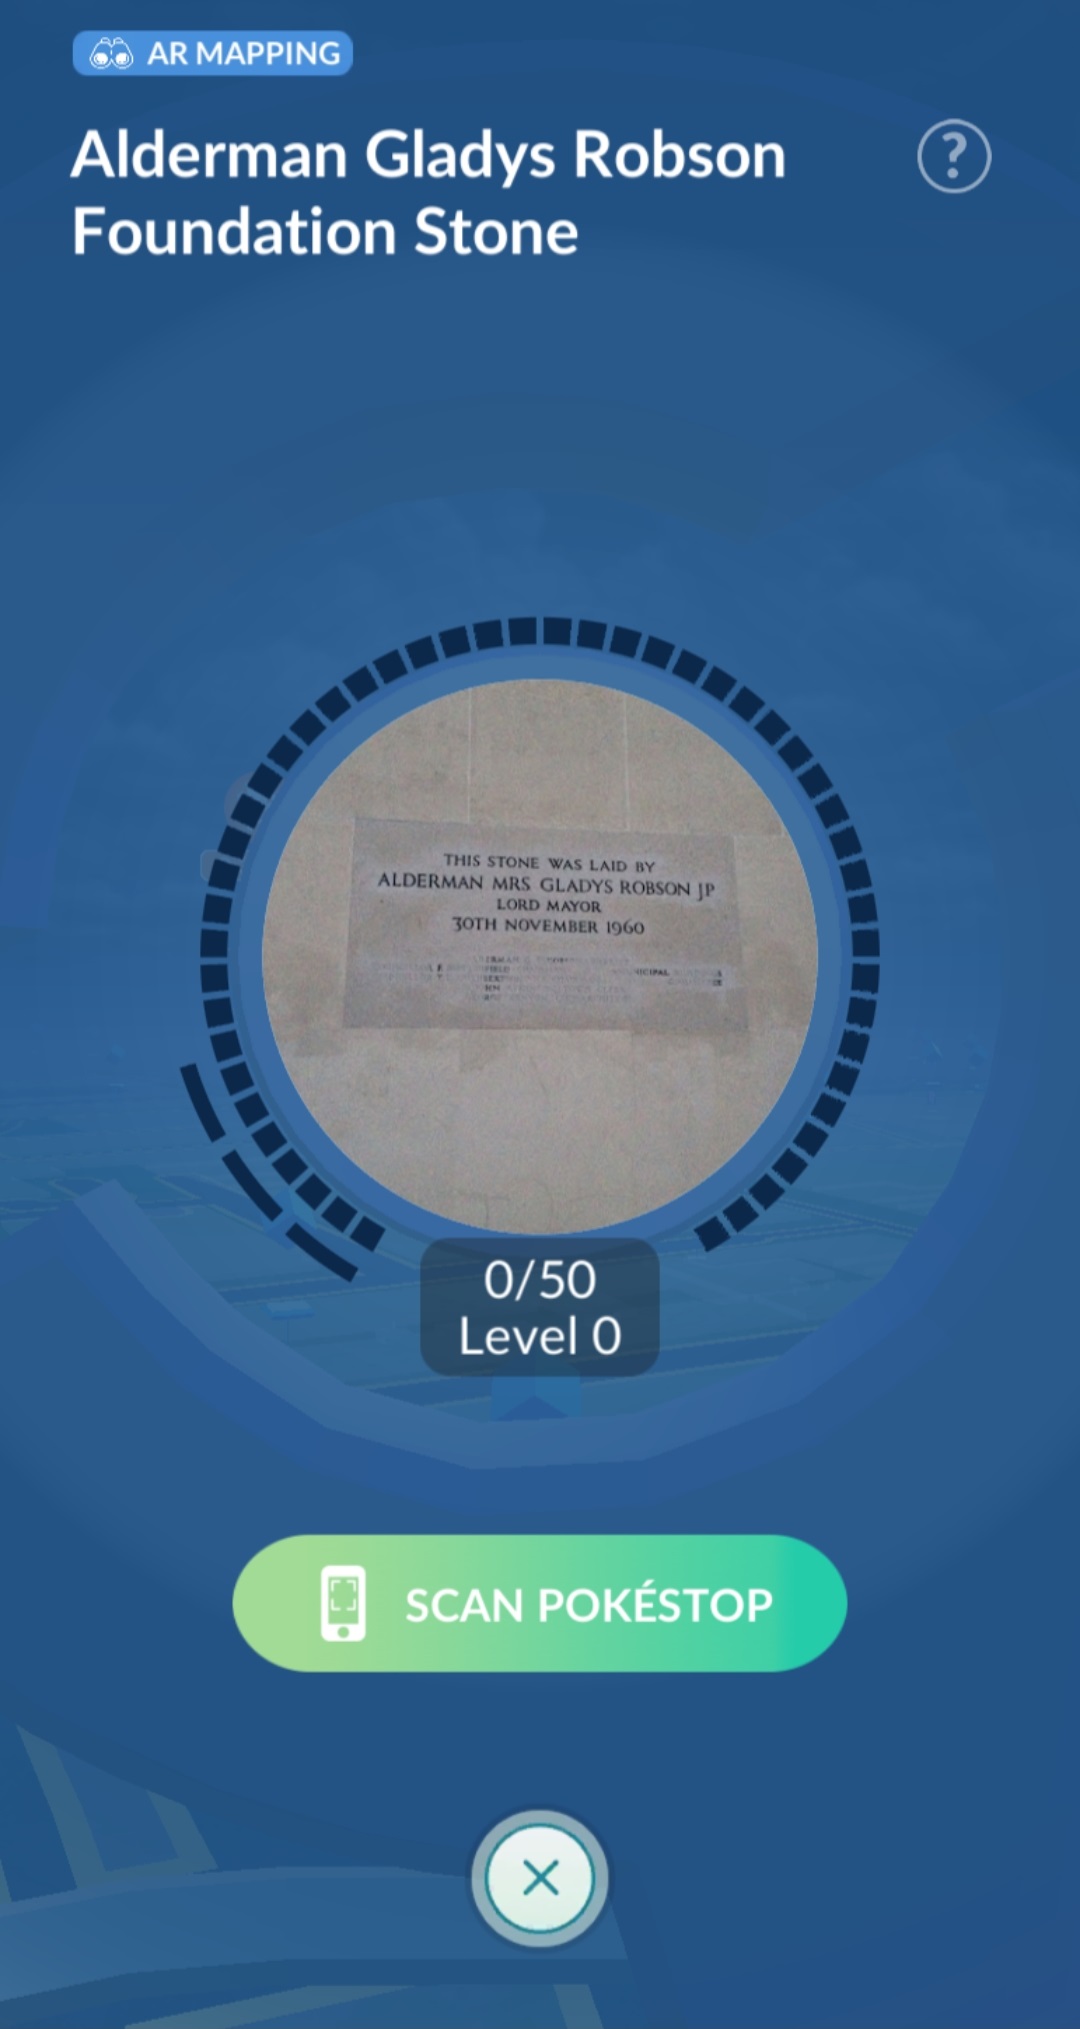 AR MAPPING
Alderman Gladys Robson
Foundation Stone
?
THIS STONE WAS LAID BY
ALDERMAN MRS GLADYS ROBSON JP
LORD MAYOR
30TH NOVEMBER 1960
0/50
Level 0
SCAN POKÉSTOP